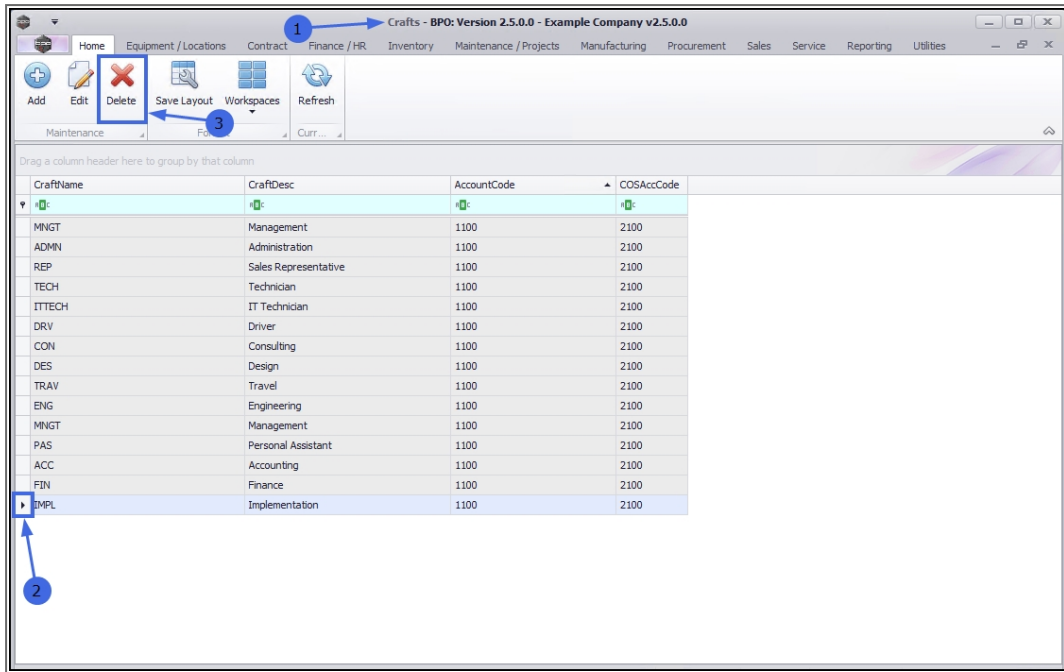 Crafts - BPO: Version 2.5.0.0 - Example Company v2.5.0.0
1
Home Equipment / Locations Contract Finance / HR Inventory Maintenance / Projects Manufacturing Procurement Sales Service Reporting Utilities
Add Edit Delete Save Layout Workspaces Refresh
3
Maintenance Fo Curr...
Drag a column header here to group by that column
CraftName CraftDesc AccountCode COSAccCode
MNGT Management 1100 2100
ADMN Administration 1100 2100
REP Sales Representative 1100 2100
TECH Technician 1100 2100
ITTECH IT Technician 1100 2100
DRV Driver 1100 2100
CON Consulting 1100 2100
DES Design 1100 2100
TRAV Travel 1100 2100
ENG Engineering 1100 2100
MNGT Management 1100 2100
PAS Personal Assistant 1100 2100
ACC Accounting 1100 2100
FIN Finance 1100 2100
IMPL Implementation 1100 2100
2